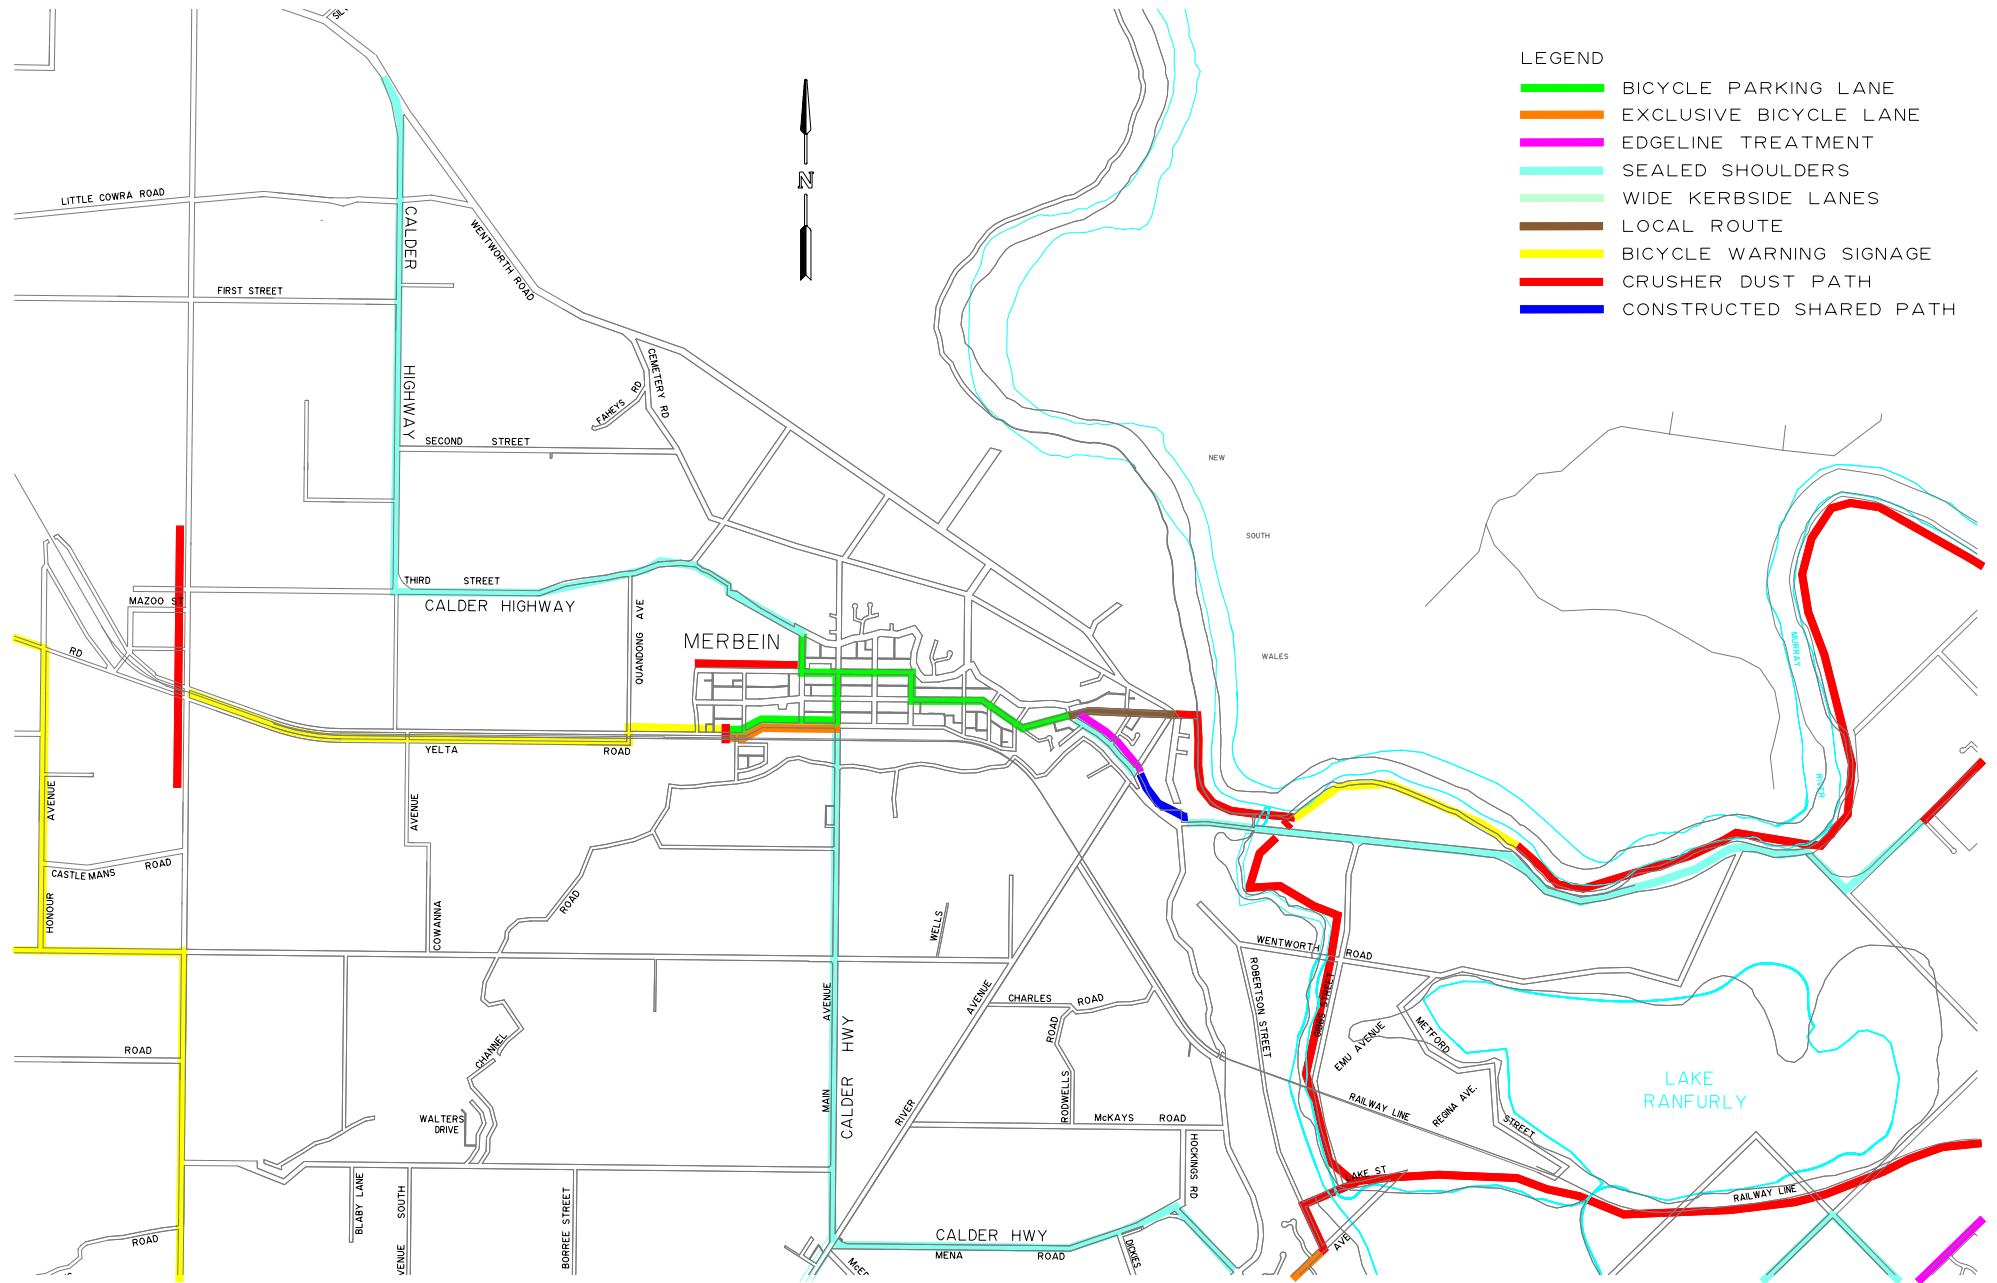 LEGEND
BICYCLE PARKING LANE
EXCLUSIVE BICYCLE LANE
EDGELINE TREATMENT
SEALED SHOULDERS
WIDE KERBSIDE LANES
LOCAL ROUTE
BICYCLE WARNING SIGNAGE
CRUSHER DUST PATH
CONSTRUCTED SHARED PATH
N
LITTLE COWRA ROAD
CALDER
HIGHWAY
WENTWORTH ROAD
FIRST STREET
CEMETERY RD
FAHEYS RD
SECOND STREET
NEW
SOUTH
WALES
THIRD STREET
CALDER HIGHWAY
MAZOO ST
RD
QUANDONG AVE
MERBEIN
MURRAY
RIVER
YELTA ROAD
AVENUE
HONOUR
CASTLEMANS ROAD
AVENUE
COWANNA
ROAD
CHANNEL
WELLS
AVENUE
RIVER
WENTWORTH ROAD
ROBERTSON STREET
GIBBS STREET
CHARLES ROAD
ROAD
RODWELLS
EMU AVENUE
METFORD
STREET
REGINA AVE.
LAKE
RANFURLY
AVENUE
MAIN
CALDER HWY
ROAD
RAILWAY LINE
WALTERS
DRIVE
McKAYS ROAD
HOCKINGS RD
LAKE ST
RAILWAY LINE
BLABY LANE
SOUTH
BORREE STREET
ROAD
CALDER HWY
MENA ROAD
DICKIES
AVE